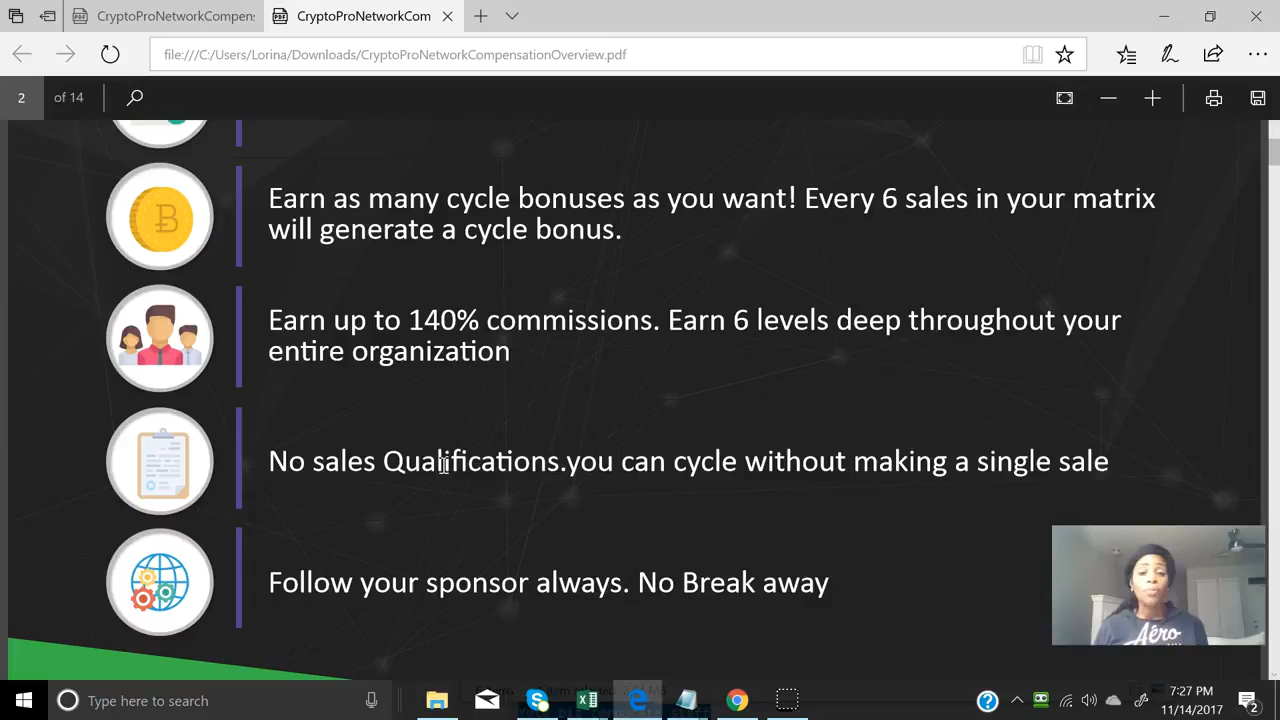 CryptoProNetworkCompens
CryptoProNetworkCom
file:///C:/Users/Lorina/Downloads/CryptoProNetworkCompensationOverview.pdf
2 of 14
Earn as many cycle bonuses as you want! Every 6 sales in your matrix
will generate a cycle bonus.
Earn up to 140% commissions. Earn 6 levels deep throughout your
entire organization
No sales Qualifications.you can cycle without making a single sale
Follow your sponsor always. No Break away
Aéro
Type here to search
7:27 PM
11/14/2017
2